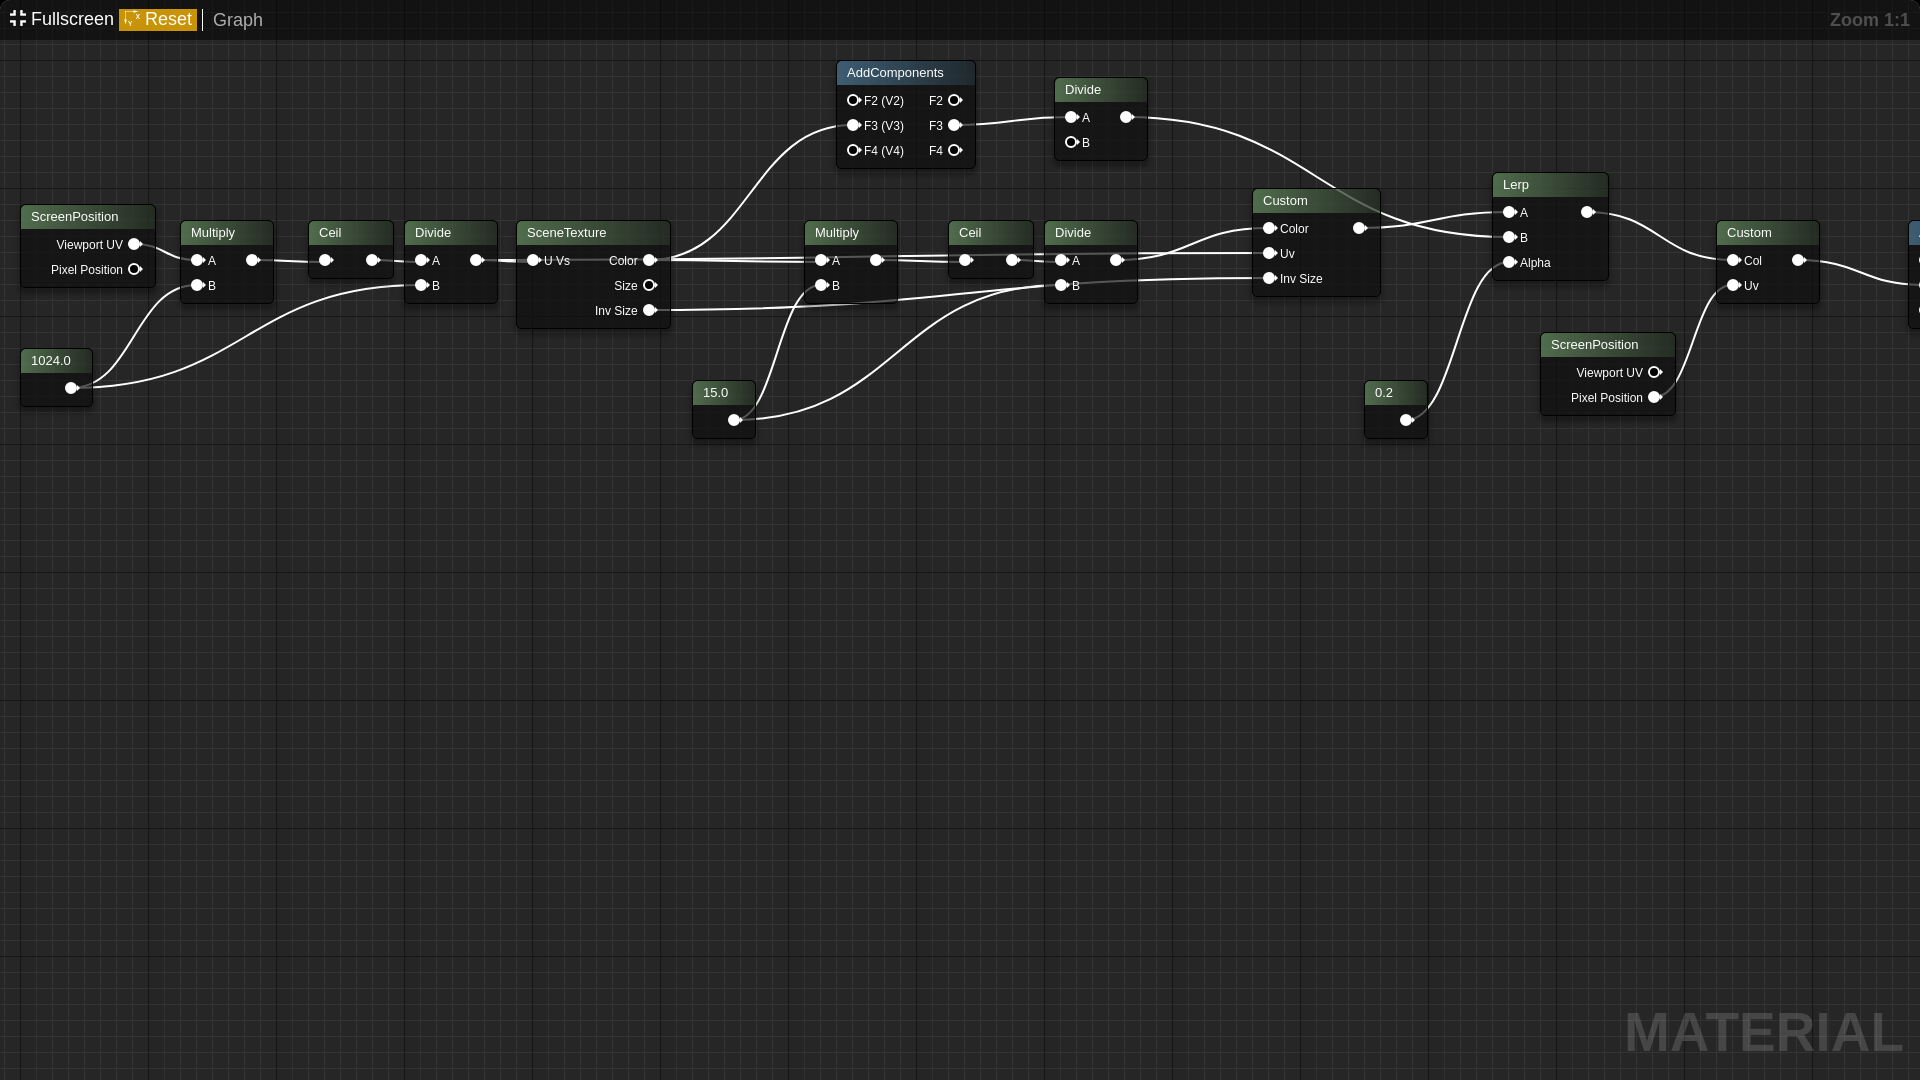 Fullscreen Reset Graph Zoom 1:1
AddComponents
F2 (V2) F2
F3 (V3) F3
F4 (V4) F4
Divide
A
B
ScreenPosition
Viewport UV
Pixel Position
Multiply
A
B
Ceil
Divide
A
B
SceneTexture
U Vs Color
Size
Inv Size
Multiply
A
B
Ceil
Divide
A
B
Custom
Color
Uv
Inv Size
Lerp
A
B
Alpha
Custom
Col
Uv
1024.0
15.0
0.2
ScreenPosition
Viewport UV
Pixel Position
MATERIAL